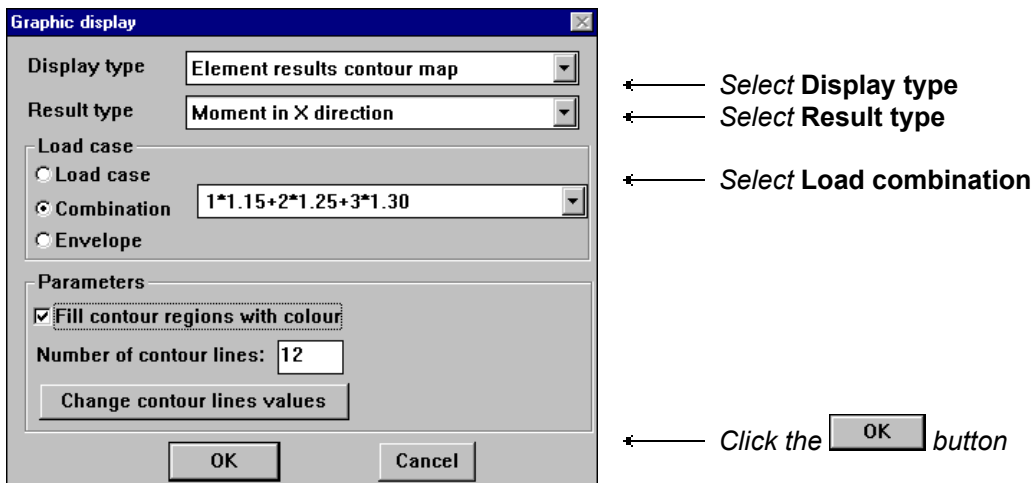 Graphic display
Display type
Element results contour map
Select Display type
Result type
Moment in X direction
Select Result type
Load case
Load case
Select Load combination
Combination
1*1.15+2*1.25+3*1.30
Envelope
Parameters
Fill contour regions with colour
Number of contour lines: 12
Change contour lines values
OK
Cancel
Click the OK button